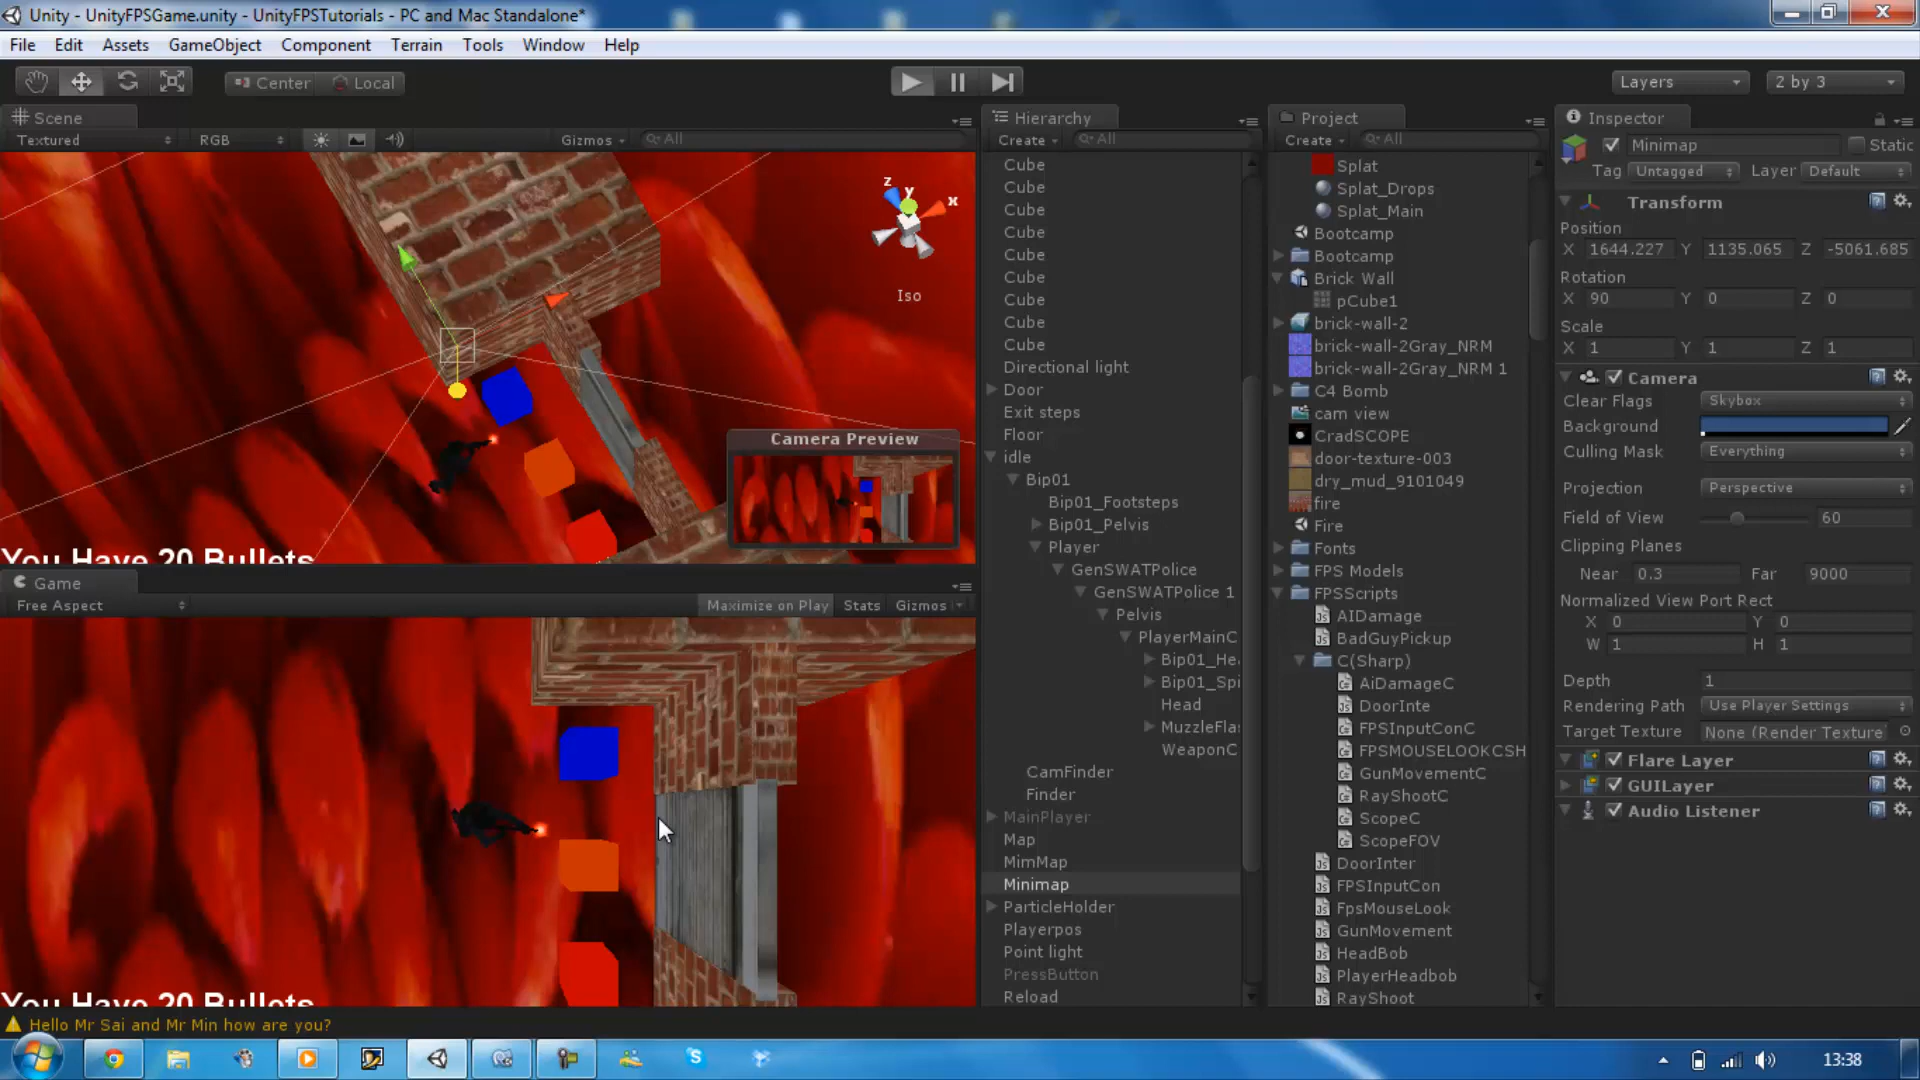 Unity - UnityFPSGame.unity - UnityFPSTutorials - PC and Mac Standalone*
File Edit Assets GameObject Component Terrain Tools Window Help
Center Local
Layers 2 by 3
Scene
Textured RGB Gizmos All
z y x
Iso
Camera Preview
You Have 20 Bullets
Game
Free Aspect Maximize on Play Stats Gizmos
You Have 20 Bullets
Hierarchy
Create All
Cube
Cube
Cube
Cube
Cube
Cube
Cube
Cube
Cube
Directional light
Door
Exit steps
Floor
idle
Bip01
Bip01_Footsteps
Bip01_Pelvis
Player
GenSWATPolice
GenSWATPolice 1
Pelvis
PlayerMainC
Bip01_He
Bip01_Spi
Head
MuzzleFla
WeaponC
CamFinder
Finder
MainPlayer
Map
MimMap
Minimap
ParticleHolder
Playerpos
Point light
PressButton
Reload
Project
Create All
Splat
Splat_Drops
Splat_Main
Bootcamp
Bootcamp
Brick Wall
pCube1
brick-wall-2
brick-wall-2Gray_NRM
brick-wall-2Gray_NRM 1
C4 Bomb
cam view
CradSCOPE
door-texture-003
dry_mud_9101049
fire
Fire
Fonts
FPS Models
FPSScripts
AIDamage
BadGuyPickup
C(Sharp)
AiDamageC
DoorInte
FPSInputConC
FPSMOUSELOOKCSH
GunMovementC
RayShootC
ScopeC
ScopeFOV
DoorInter
FPSInputCon
FpsMouseLook
GunMovement
HeadBob
PlayerHeadbob
RayShoot
Inspector
Minimap Static
Tag Untagged Layer Default
Transform
Position
X 1644.227 Y 1135.065 Z -5061.685
Rotation
X 90 Y 0 Z 0
Scale
X 1 Y 1 Z 1
Camera
Clear Flags Skybox
Background
Culling Mask Everything
Projection Perspective
Field of View 60
Clipping Planes
Near 0.3 Far 9000
Normalized View Port Rect
X 0 Y 0
W 1 H 1
Depth 1
Rendering Path Use Player Settings
Target Texture None (Render Texture
Flare Layer
GUILayer
Audio Listener
Hello Mr Sai and Mr Min how are you?
13:38